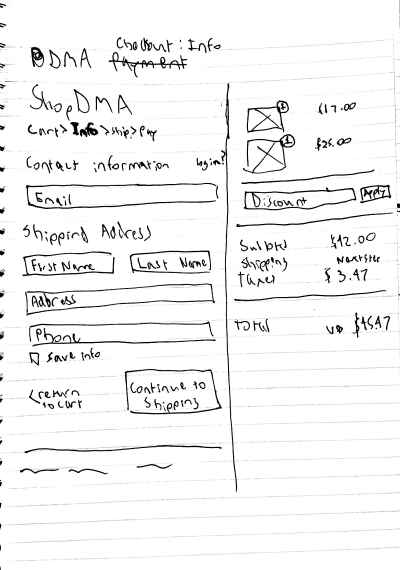 DMA Checkout: Info
Payment
ShopDMA
Cart > Info > Ship > Pay
Contact information Login?
Email
Shipping Address
First Name Last Name
Address
Phone
Save info
< return to cart
Continue to Shipping
1
$17.00
1
$25.00
Discount Apply
Subtotal $42.00
Shipping Next step
Taxes $3.47
Total $45.47